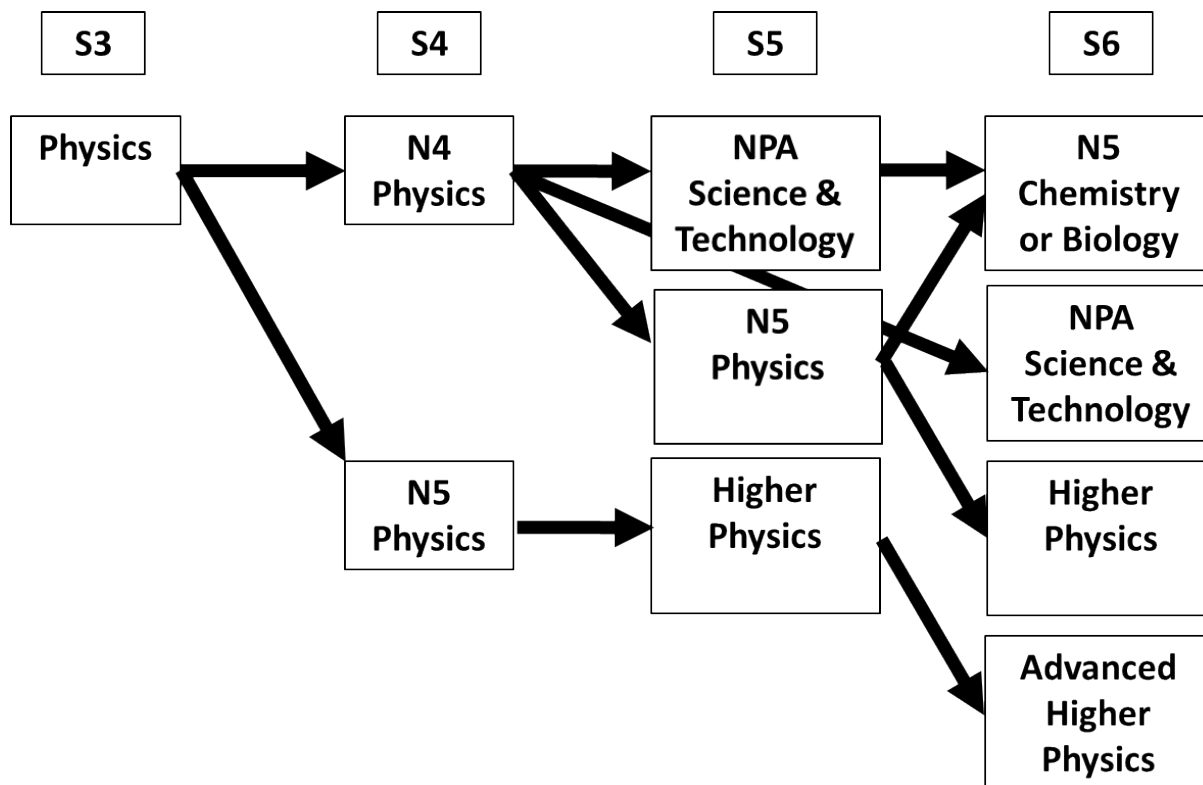 S3
S4
S5
S6
Physics
N4
Physics
NPA
Science &
Technology
N5
Chemistry
or Biology
N5
Physics
NPA
Science &
Technology
N5
Physics
Higher
Physics
Higher
Physics
Advanced
Higher
Physics